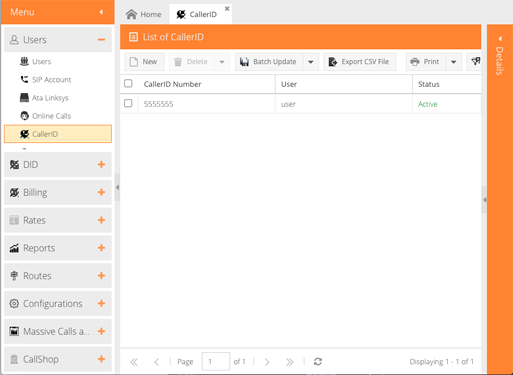 Menu
Users
Users
SIP Account
Ata Linksys
Online Calls
CallerID
DID
Billing
Rates
Reports
Routes
Configurations
Massive Calls a...
CallShop
Home
CallerID
List of CallerID
New
Delete
Batch Update
Export CSV File
Print
CallerID Number User Status
5555555 user Active
Page 1 of 1
Displaying 1 - 1 of 1
Details